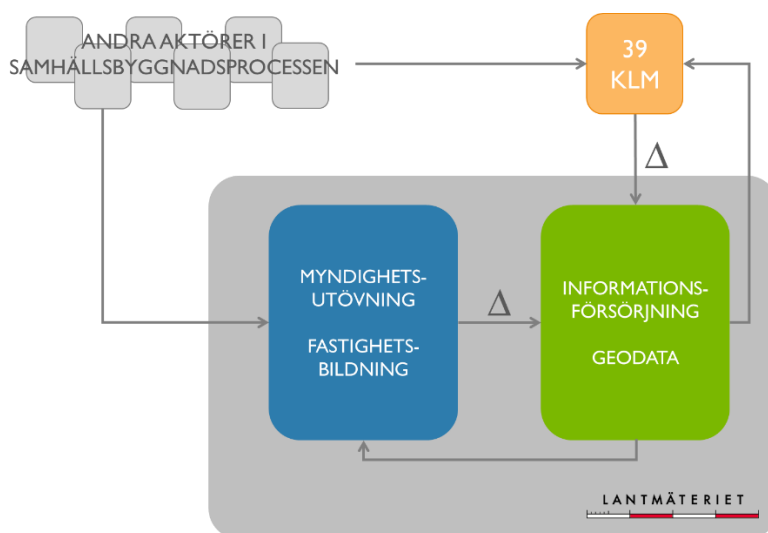 ANDRA AKTÖRER I
SAMHÄLLSBYGGNADSPROCESSEN
39
KLM
Δ
MYNDIGHETS-
UTÖVNING
FASTIGHETS-
BILDNING
Δ
INFORMATIONS-
FÖRSÖRJNING
GEODATA
LANTMÄTERIET